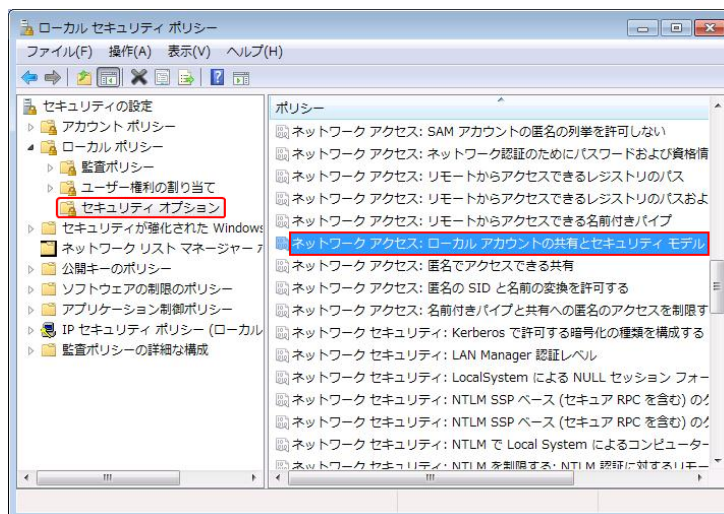 ローカル セキュリティ ポリシー
ファイル(F) 操作(A) 表示(V) ヘルプ(H)
セキュリティの設定
アカウント ポリシー
ローカル ポリシー
監査ポリシー
ユーザー権利の割り当て
セキュリティ オプション
セキュリティが強化された Windows
ネットワーク リスト マネージャー
公開キーのポリシー
ソフトウェアの制限のポリシー
アプリケーション制御ポリシー
IP セキュリティ ポリシー (ローカル
監査ポリシーの詳細な構成
ポリシー
ネットワーク アクセス: SAM アカウントの匿名の列挙を許可しない
ネットワーク アクセス: ネットワーク認証のためにパスワードおよび資格情
ネットワーク アクセス: リモートからアクセスできるレジストリのパス
ネットワーク アクセス: リモートからアクセスできるレジストリのパスおよ
ネットワーク アクセス: リモートからアクセスできる名前付きパイプ
ネットワーク アクセス: ローカル アカウントの共有とセキュリティ モデル
ネットワーク アクセス: 匿名でアクセスできる共有
ネットワーク アクセス: 匿名の SID と名前の変換を許可する
ネットワーク アクセス: 名前付きパイプと共有への匿名のアクセスを制限す
ネットワーク セキュリティ: Kerberos で許可する暗号化の種類を構成する
ネットワーク セキュリティ: LAN Manager 認証レベル
ネットワーク セキュリティ: LocalSystem による NULL セッション フォー
ネットワーク セキュリティ: NTLM SSP ベース (セキュア RPC を含む) のク
ネットワーク セキュリティ: NTLM SSP ベース (セキュア RPC を含む) のク
ネットワーク セキュリティ: NTLM で Local System によるコンピューター
ネットワーク セキュリティ: NTLM を制限する: NTLM 認証に対するリモー